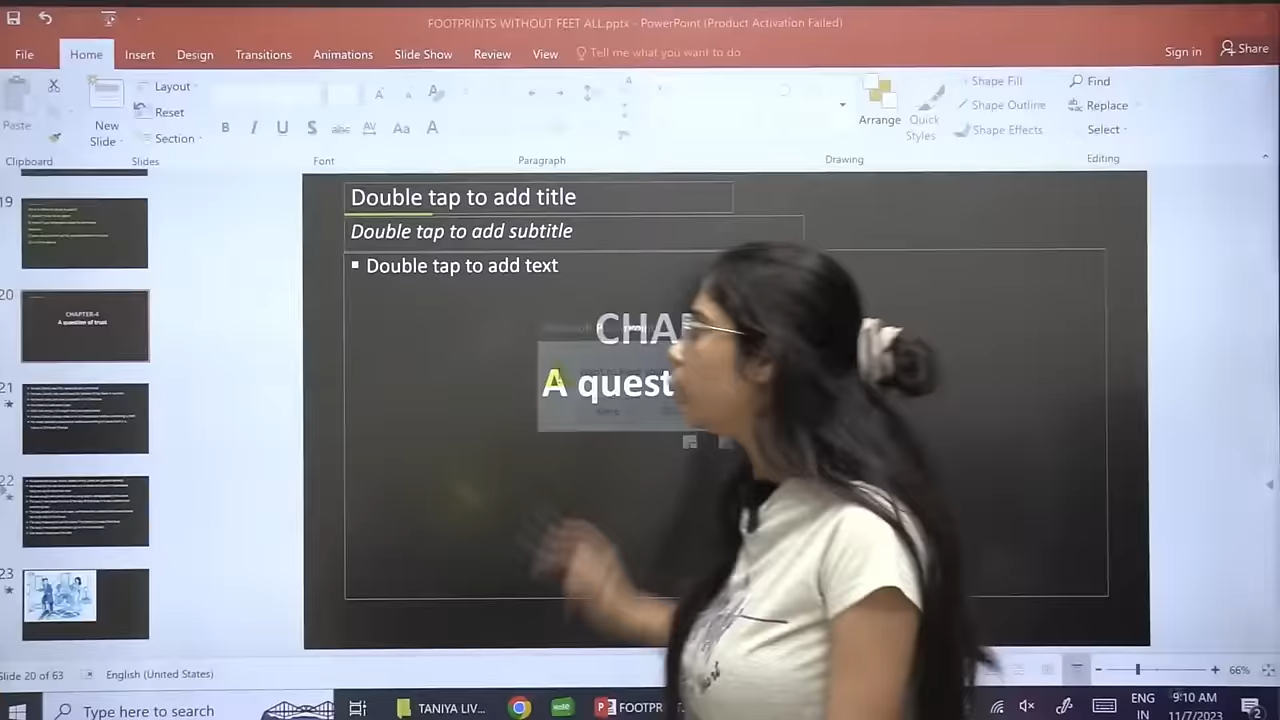 FOOTPRINTS WITHOUT FEET ALL.pptx - PowerPoint (Product Activation Failed)
File Home Insert Design Transitions Animations Slide Show Review View Tell me what you want to do Sign in Share
Paste
New Slide
Layout
Reset
Section
B I U S abc AV Aa A
Arrange
Quick Styles
Shape Fill
Shape Outline
Shape Effects
Find
Replace
Select
Clipboard Slides Font Paragraph Drawing Editing
19
20
CHAPTER-4
A question of trust
21
22
23
Double tap to add title
Double tap to add subtitle
Double tap to add text
CHA
A quest
Slide 20 of 63 English (United States) 66%
Type here to search
TANIYA LIV...
FOOTPR
ENG
IN
9:10 AM
11/7/2023
2